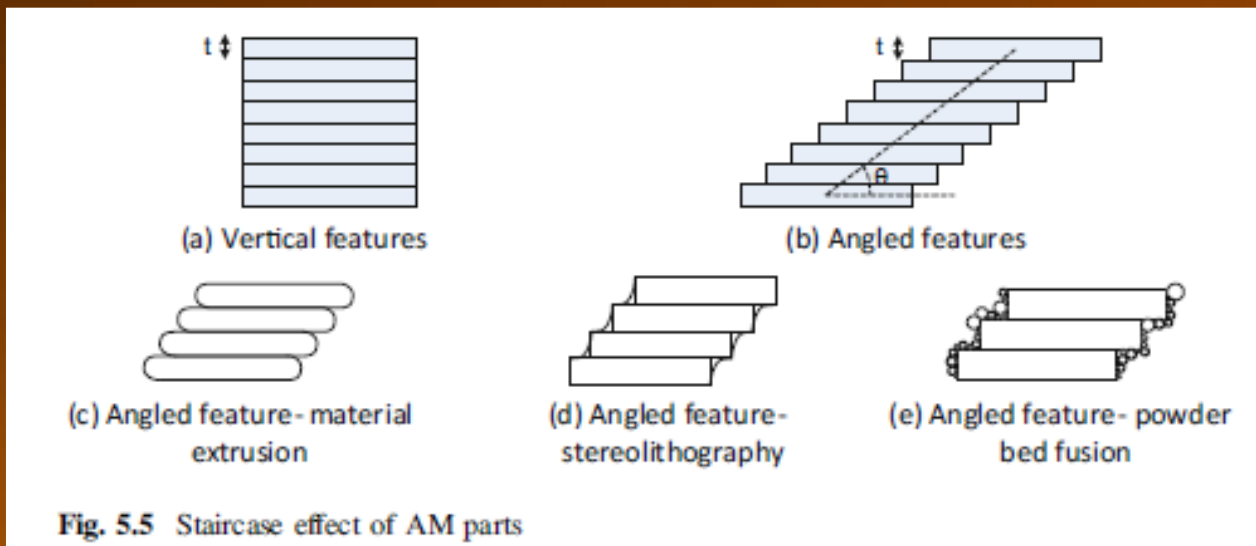 t
t
θ
(a) Vertical features
(b) Angled features
(c) Angled feature- material
extrusion
(d) Angled feature-
stereolithography
(e) Angled feature- powder
bed fusion
Fig. 5.5 Staircase effect of AM parts